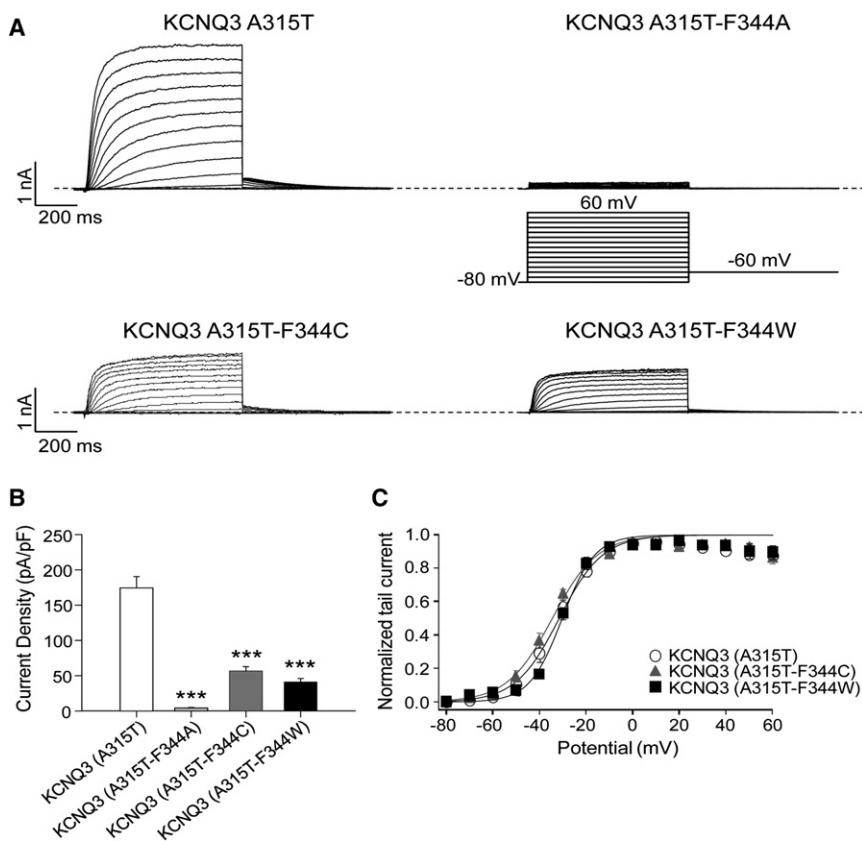 A
KCNQ3 A315T
KCNQ3 A315T-F344A
1 nA
200 ms
60 mV
-80 mV
-60 mV
KCNQ3 A315T-F344C
KCNQ3 A315T-F344W
1 nA
200 ms
B
Current Density (pA/pF)
250
200
150
100
50
0
***
***
***
KCNQ3 (A315T)
KCNQ3 (A315T-F344A)
KCNQ3 (A315T-F344C)
KCNQ3 (A315T-F344W)
C
Normalized tail current
1.0
0.8
0.6
0.4
0.2
0.0
KCNQ3 (A315T)
KCNQ3 (A315T-F344C)
KCNQ3 (A315T-F344W)
-80 -60 -40 -20 0 20 40 60
Potential (mV)